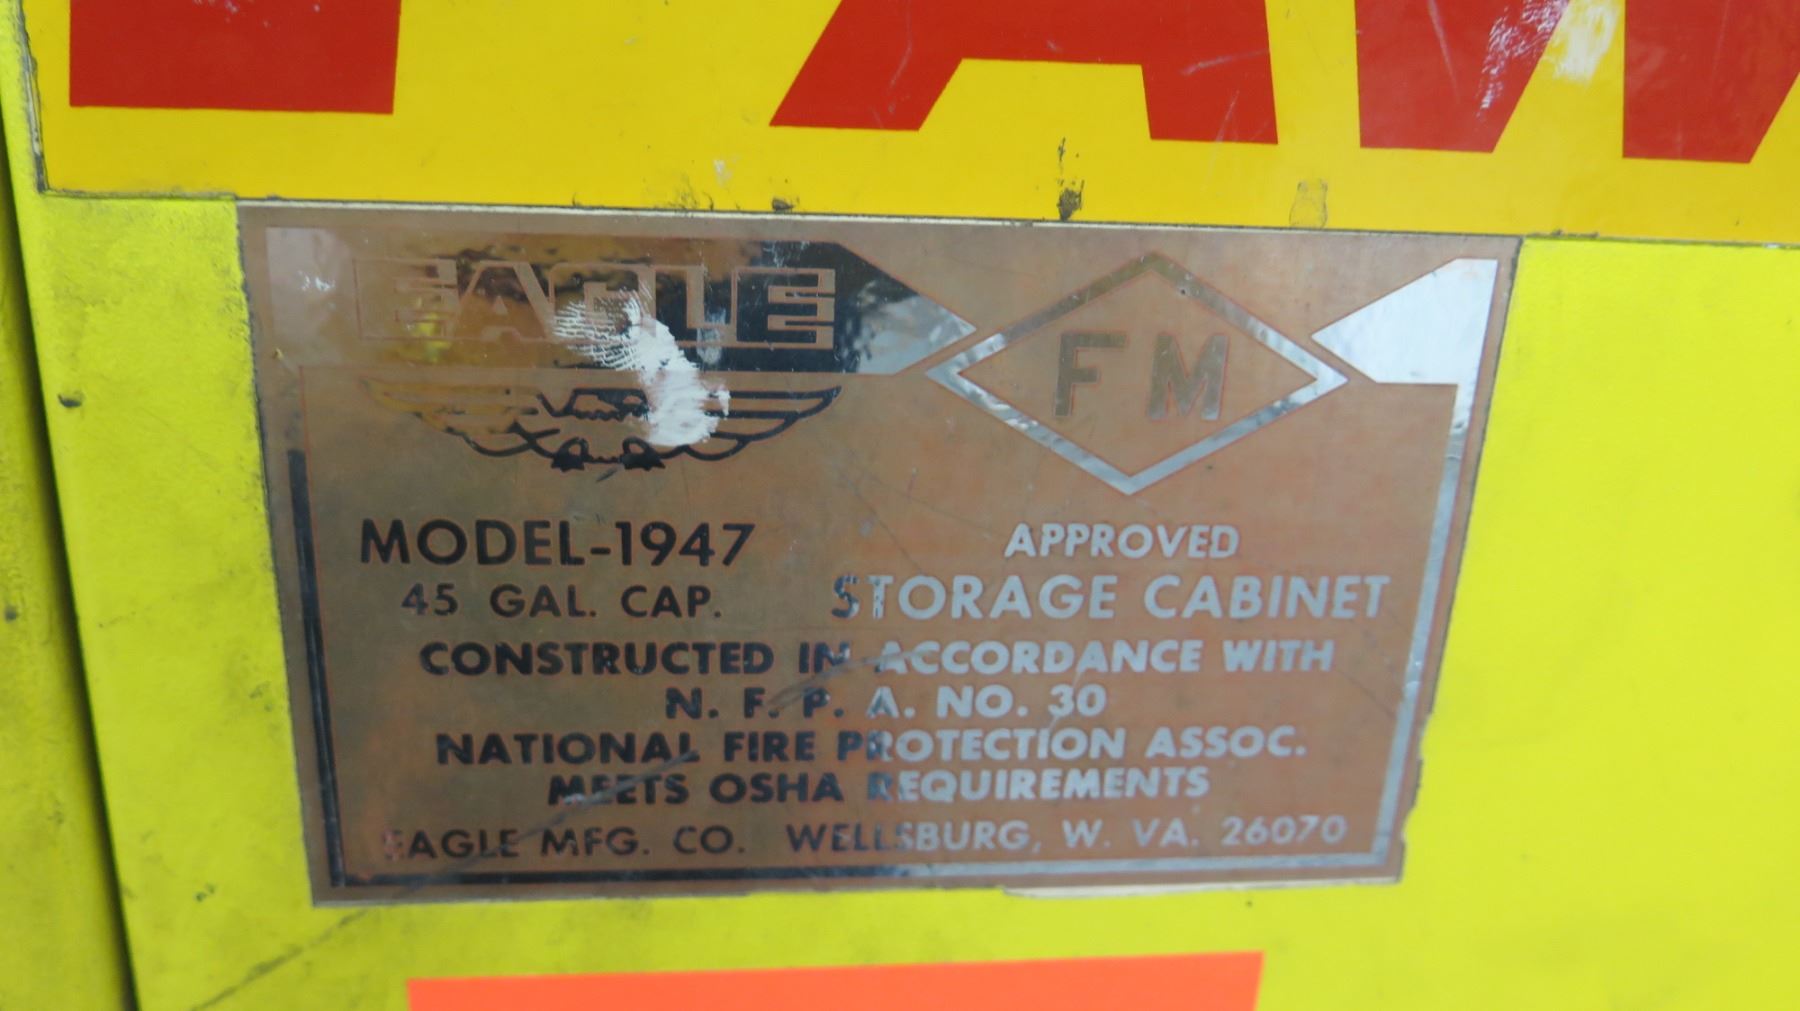 EAGLE
FM
MODEL-1947
APPROVED
45 GAL. CAP.
STORAGE CABINET
CONSTRUCTED IN ACCORDANCE WITH
N. F. P. A. NO. 30
NATIONAL FIRE PROTECTION ASSOC.
MEETS OSHA REQUIREMENTS
EAGLE MFG. CO. WELLSBURG, W. VA. 26070